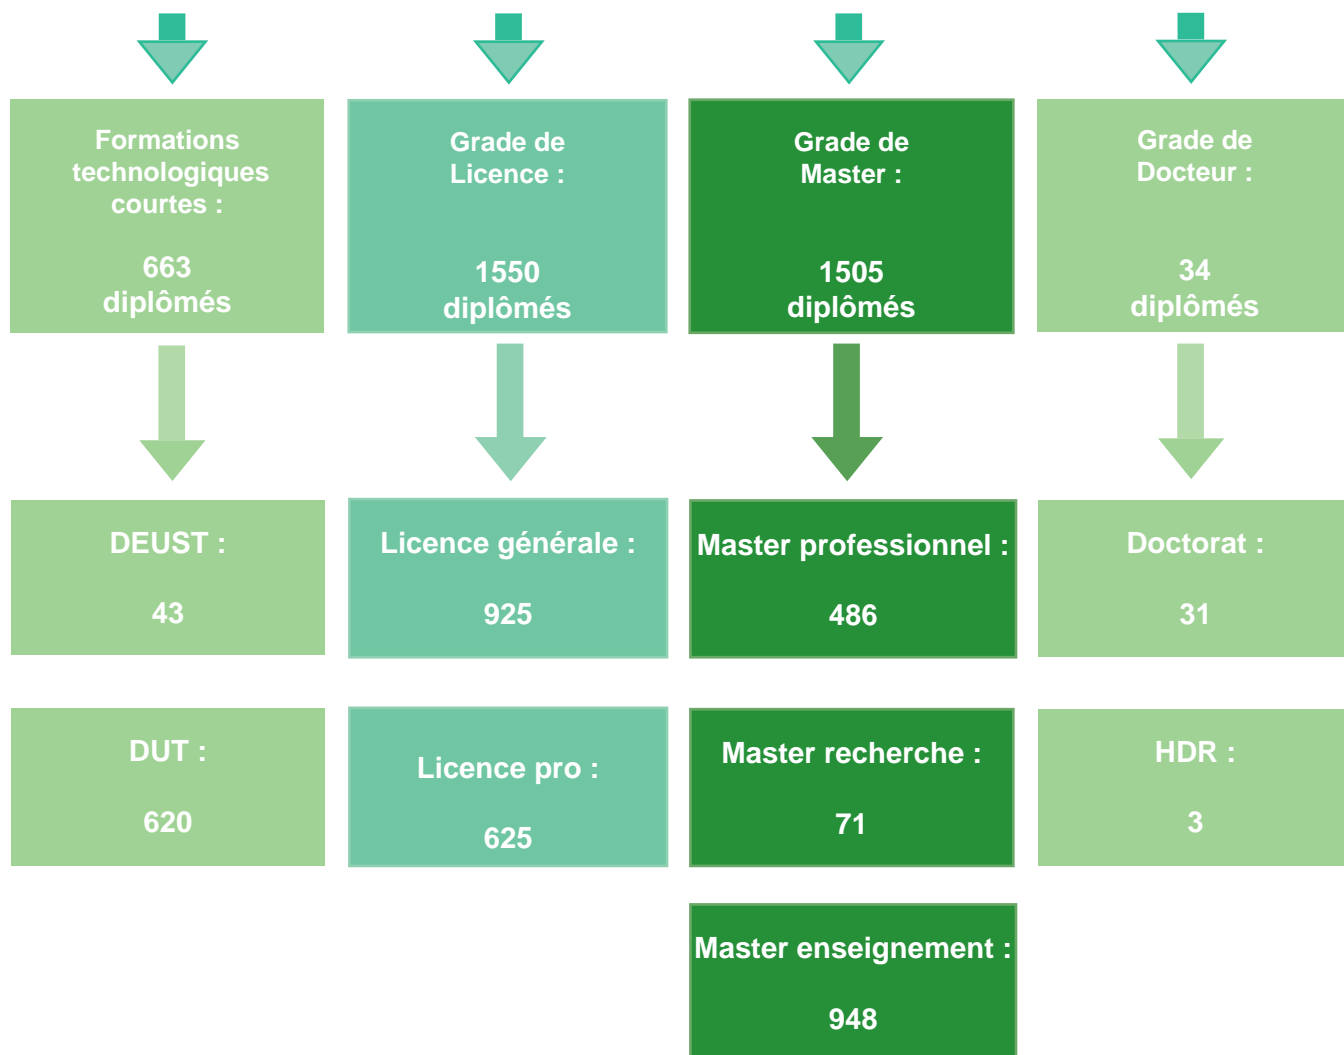 Formations
technologiques
courtes :
663
diplômés
Grade de
Licence :
1550
diplômés
Grade de
Master :
1505
diplômés
Grade de
Docteur :
34
diplômés
DEUST :
43
Licence générale :
925
Master professionnel :
486
Doctorat :
31
DUT :
620
Licence pro :
625
Master recherche :
71
HDR :
3
Master enseignement :
948